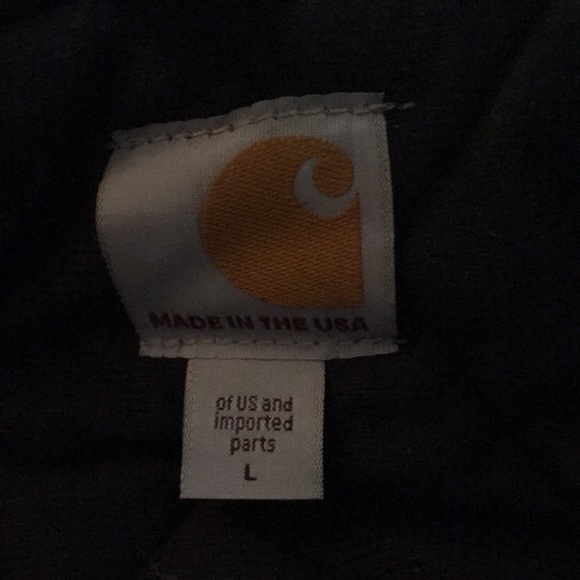 MADE IN THE USA
of US and
imported
parts
L